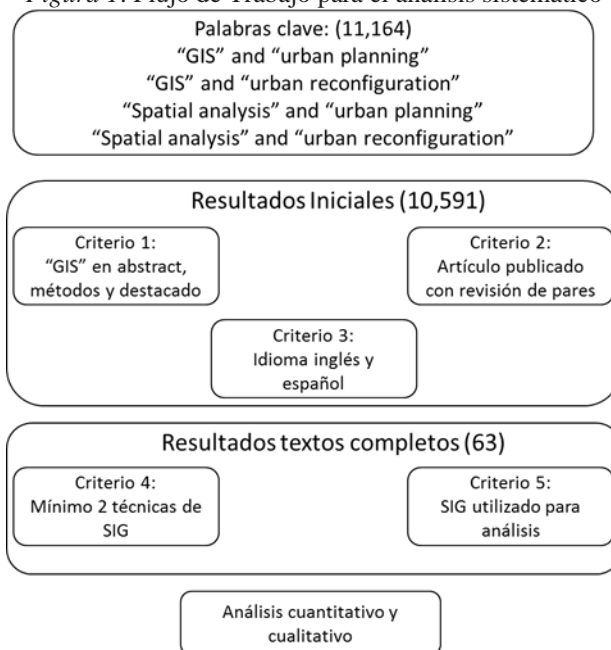 Figura 1. Flujo de Trabajo para el análisis sistemático
Palabras clave: (11,164)
“GIS” and “urban planning”
“GIS” and “urban reconfiguration”
“Spatial analysis” and “urban planning”
“Spatial analysis” and “urban reconfiguration”
Resultados Iniciales (10,591)
Criterio 1:
“GIS” en abstract,
métodos y destacado
Criterio 2:
Artículo publicado
con revisión de pares
Criterio 3:
Idioma inglés y
español
Resultados textos completos (63)
Criterio 4:
Mínimo 2 técnicas de
SIG
Criterio 5:
SIG utilizado para
análisis
Análisis cuantitativo y
cualitativo